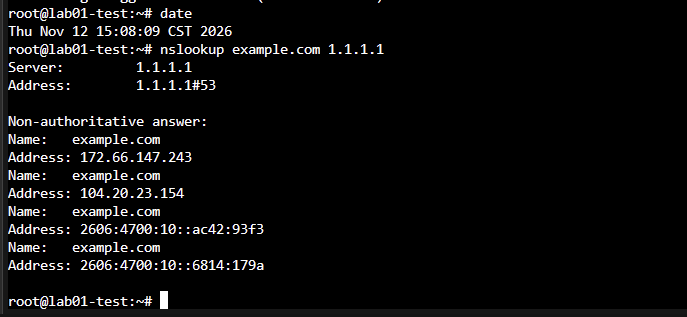 root@lab01-test:~# date
Thu Nov 12 15:08:09 CST 2026
root@lab01-test:~# nslookup example.com 1.1.1.1
Server:         1.1.1.1
Address:        1.1.1.1#53

Non-authoritative answer:
Name:   example.com
Address: 172.66.147.243
Name:   example.com
Address: 104.20.23.154
Name:   example.com
Address: 2606:4700:10::ac42:93f3
Name:   example.com
Address: 2606:4700:10::6814:179a

root@lab01-test:~#